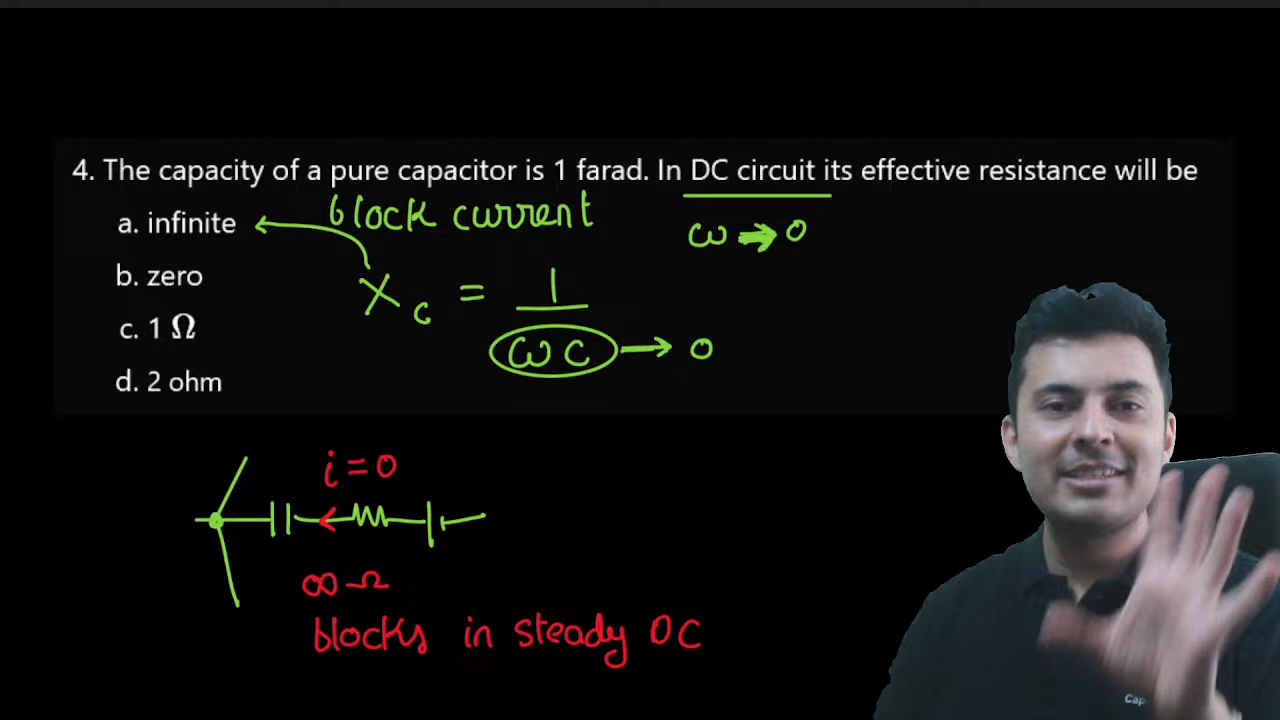 4. The capacity of a pure capacitor is 1 farad. In DC circuit its effective resistance will be
a. infinite
block current
ω → 0
b. zero
X_c = 1 / ωc → 0
c. 1 Ω
d. 2 ohm
i = 0
∞ Ω
blocks in steady DC
Cap